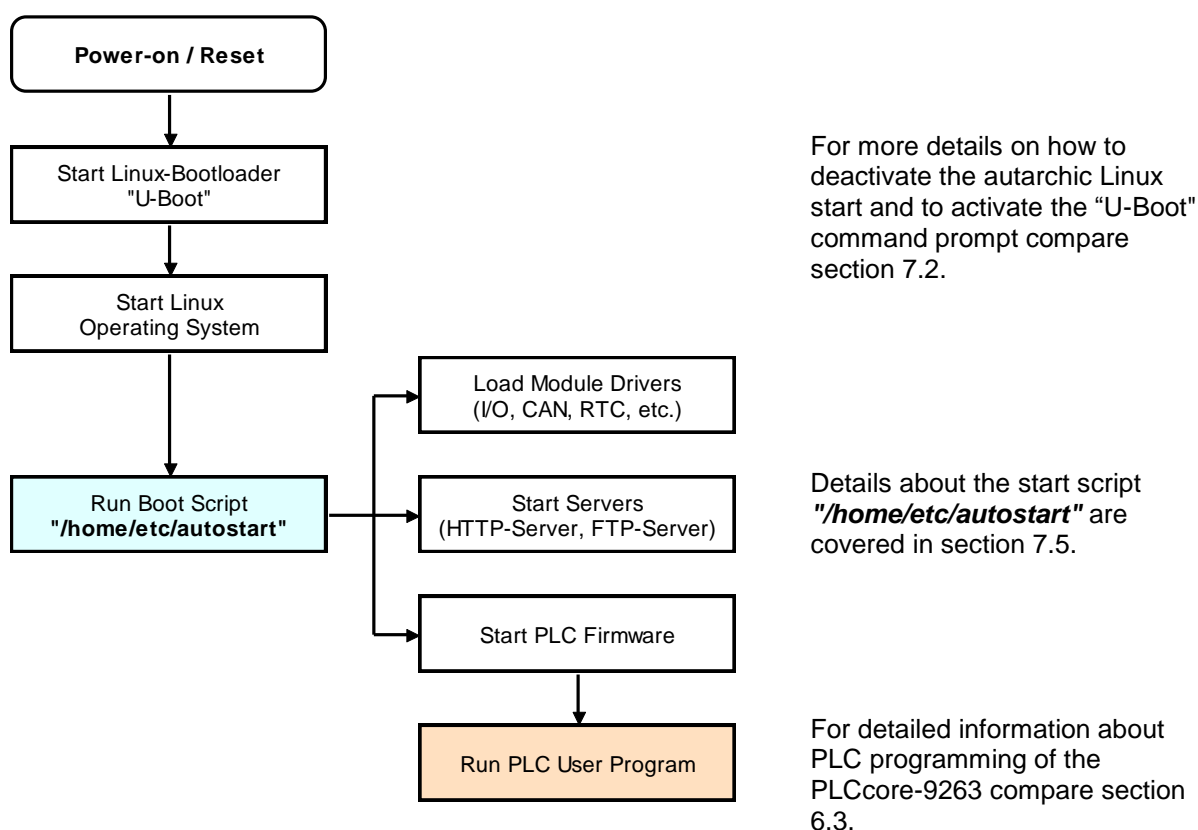 Power-on / Reset
Start Linux-Bootloader
"U-Boot"
For more details on how to
deactivate the autarchic Linux
start and to activate the “U-Boot"
command prompt compare
section 7.2.
Start Linux
Operating System
Load Module Drivers
(I/O, CAN, RTC, etc.)
Run Boot Script
"/home/etc/autostart"
Start Servers
(HTTP-Server, FTP-Server)
Details about the start script
"/home/etc/autostart" are
covered in section 7.5.
Start PLC Firmware
Run PLC User Program
For detailed information about
PLC programming of the
PLCcore-9263 compare section
6.3.